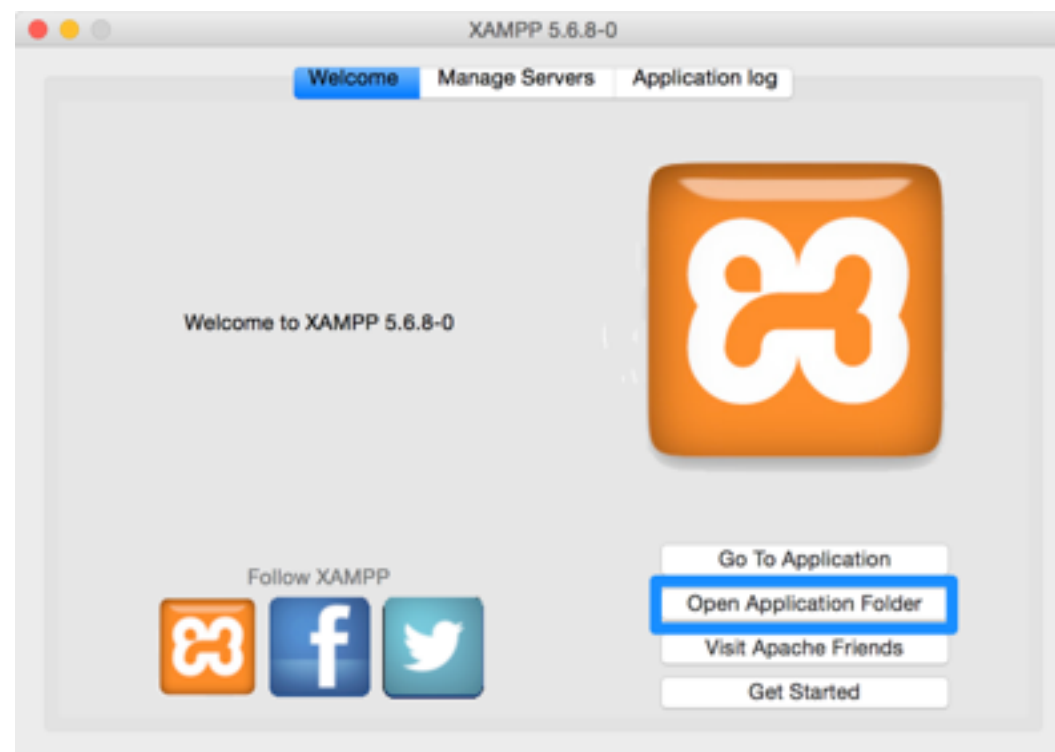 XAMPP 5.6.8-0
Welcome Manage Servers Application log
Welcome to XAMPP 5.6.8-0
Follow XAMPP
Go To Application
Open Application Folder
Visit Apache Friends
Get Started